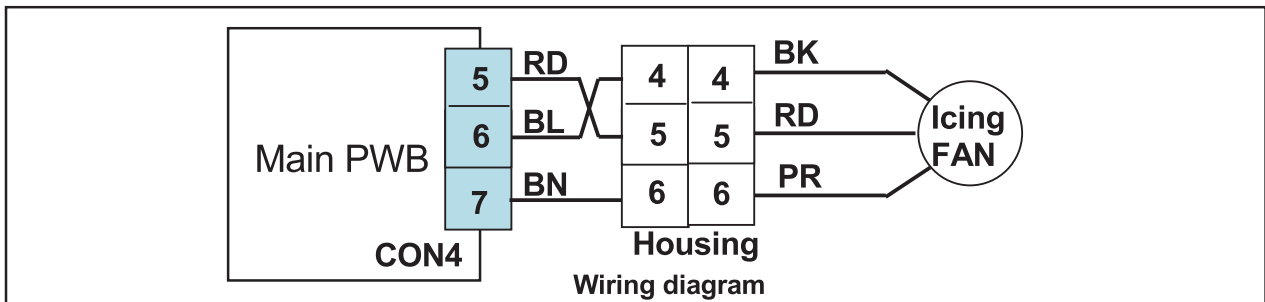 Main PWB
CON4
5
6
7
RD
BL
BN
4 4
5 5
6 6
Housing
BK
RD
PR
Icing
FAN
Wiring diagram